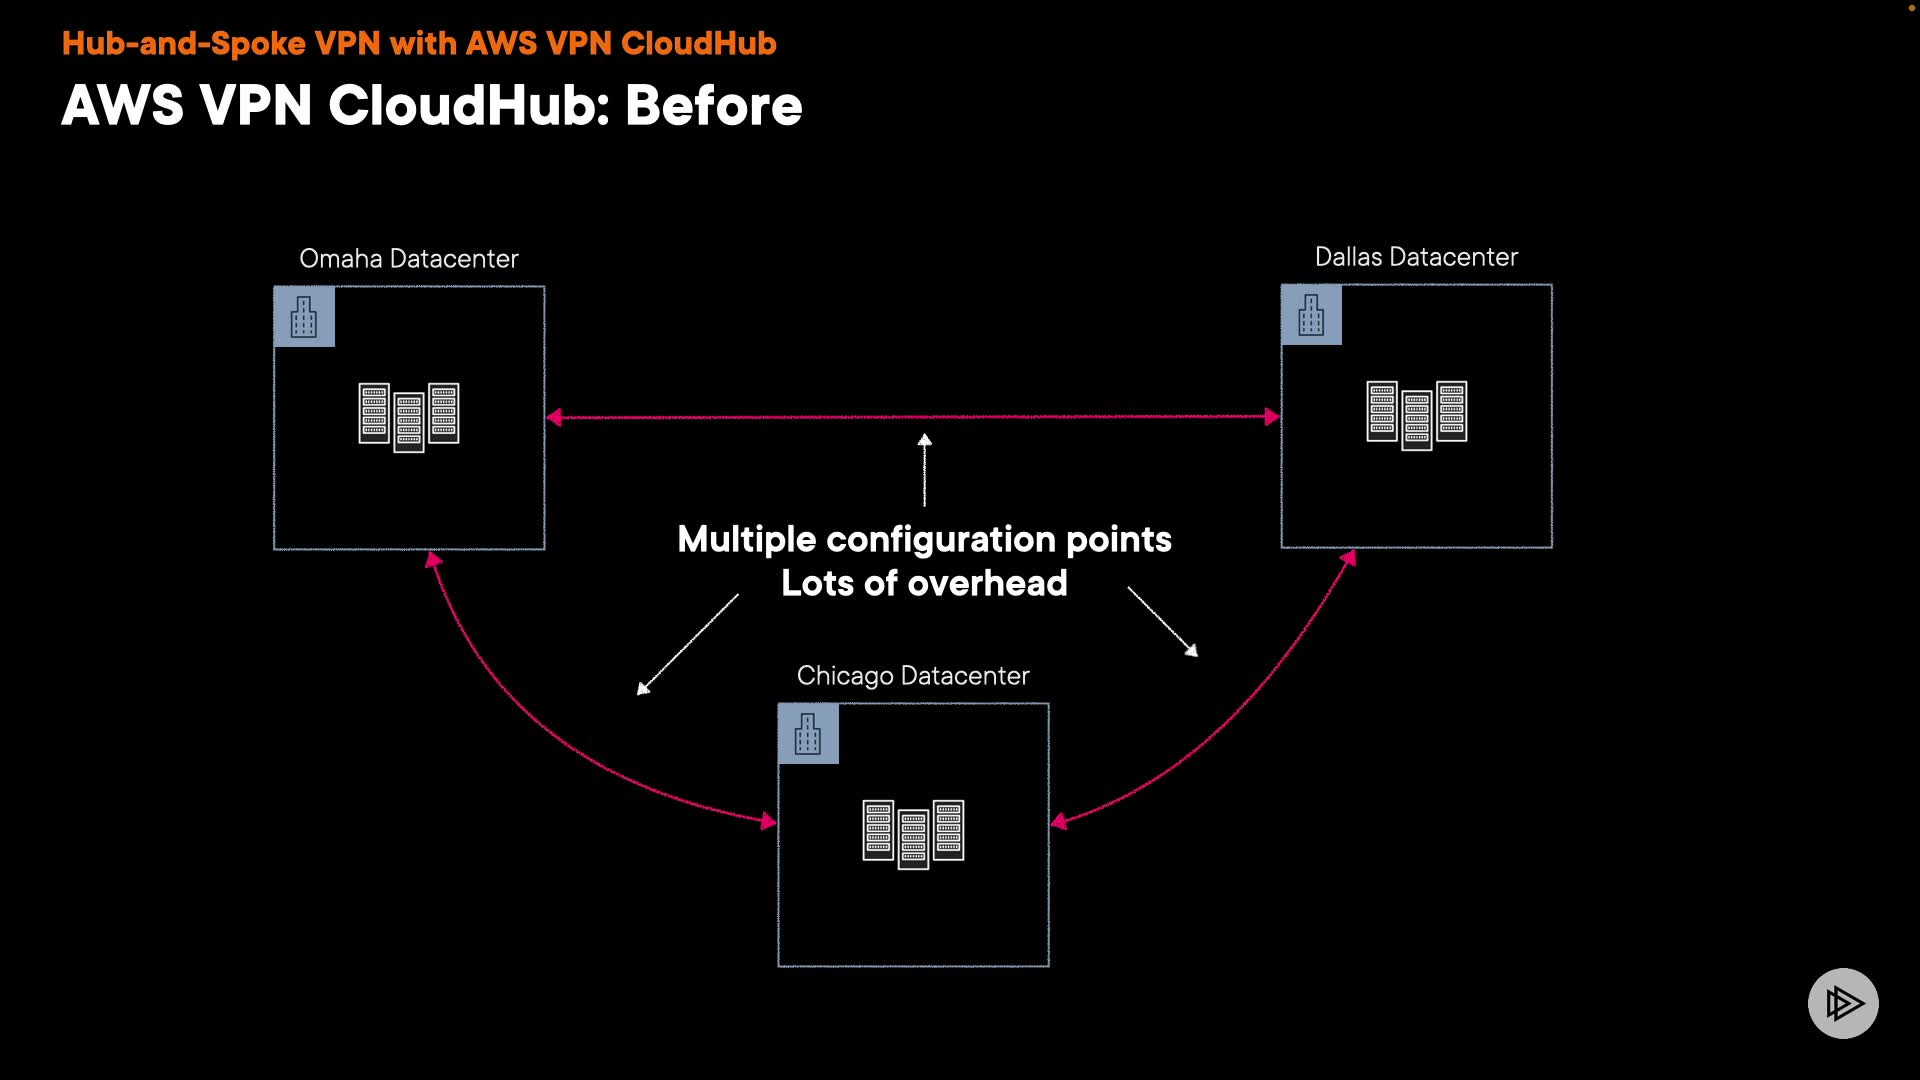 Hub-and-Spoke VPN with AWS VPN CloudHub
AWS VPN CloudHub: Before
Omaha Datacenter
Dallas Datacenter
Multiple configuration points
Lots of overhead
Chicago Datacenter